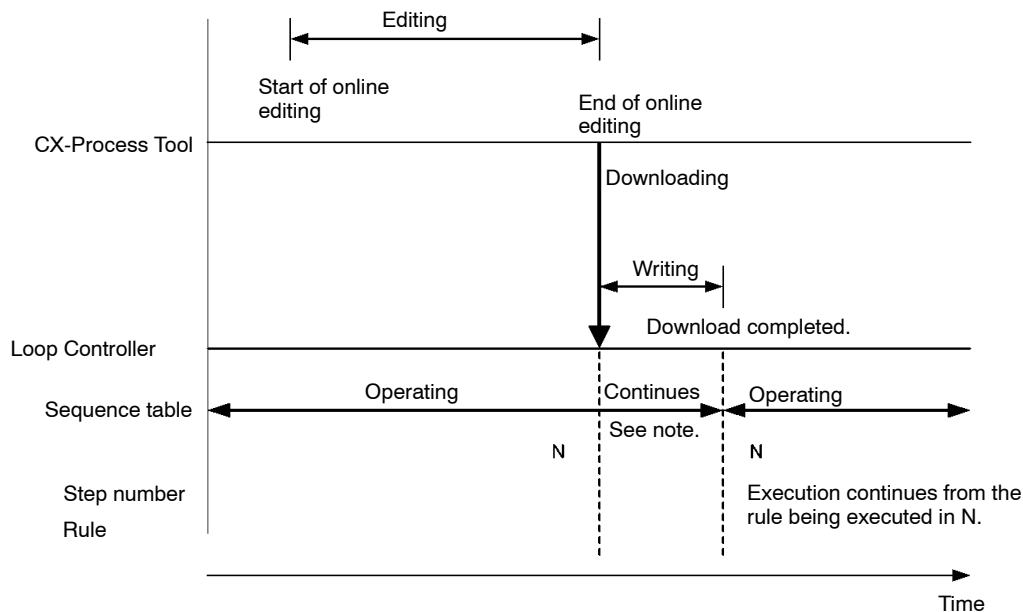 Editing
Start of online
editing
End of online
editing
CX-Process Tool
Downloading
Writing
Download completed.
Loop Controller
Operating
Continues
Operating
Sequence table
See note.
N
N
Step number
Execution continues from the
rule being executed in N.
Rule
Time